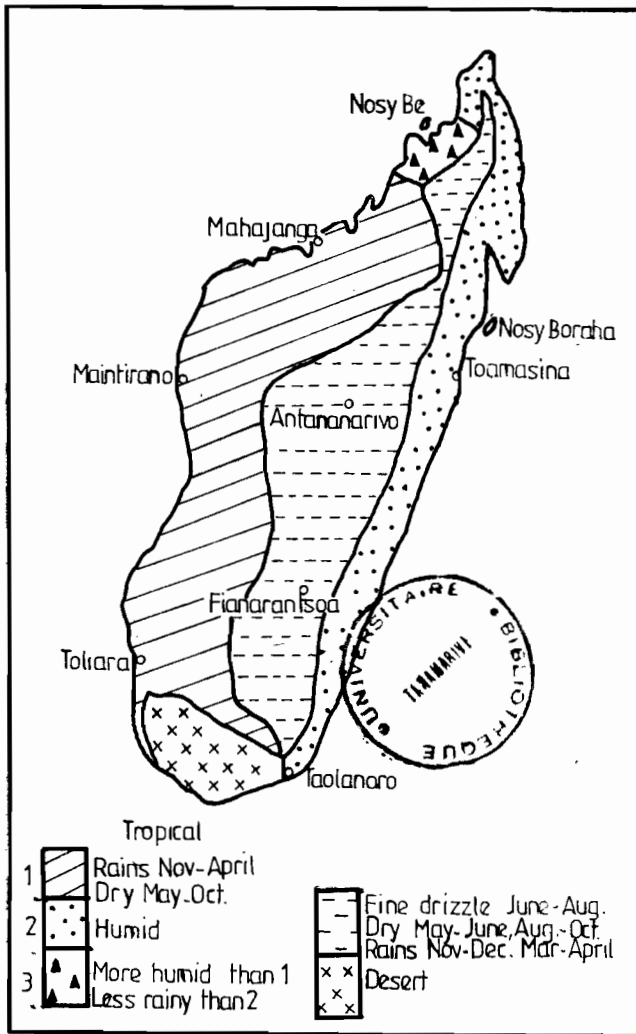 Nosy Be
Mahajanga
Nosy Boraha
Maintirano
Toamasina
Antananarivo
Fianarantsoa
UNIVERSITAIRE
BIBLIOTHEQUE
TANANARIVE
Toliara
Taolanaro
Tropical
1 Rains Nov-April
Dry May-Oct.
2 Humid
3 More humid than 1
Less rainy than 2
Fine drizzle June-Aug.
Dry May-June, Aug-Oct.
Rains Nov-Dec. Mar-April
Desert